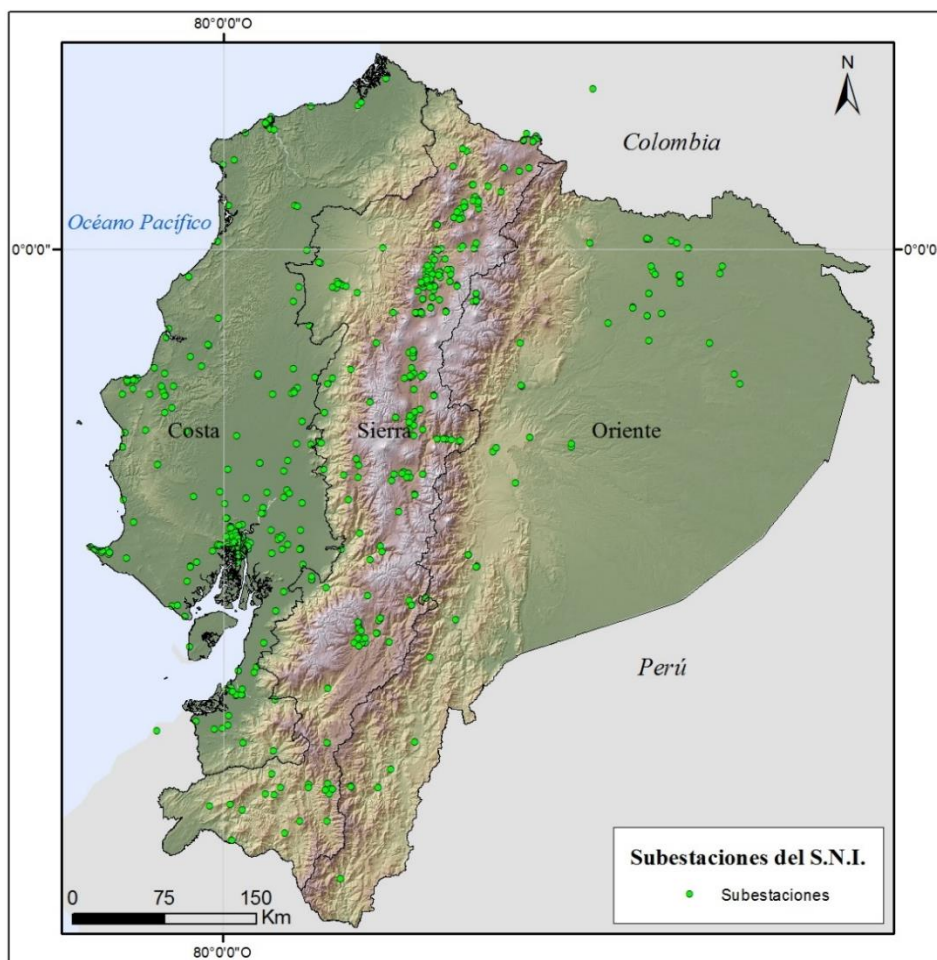 80°0'0"O
N
Colombia
Océano Pacífico
0°0'0"
0°0'0"
Costa
Sierra
Oriente
Perú
Subestaciones del S.N.I.
Subestaciones
0 75 150
Km
80°0'0"O